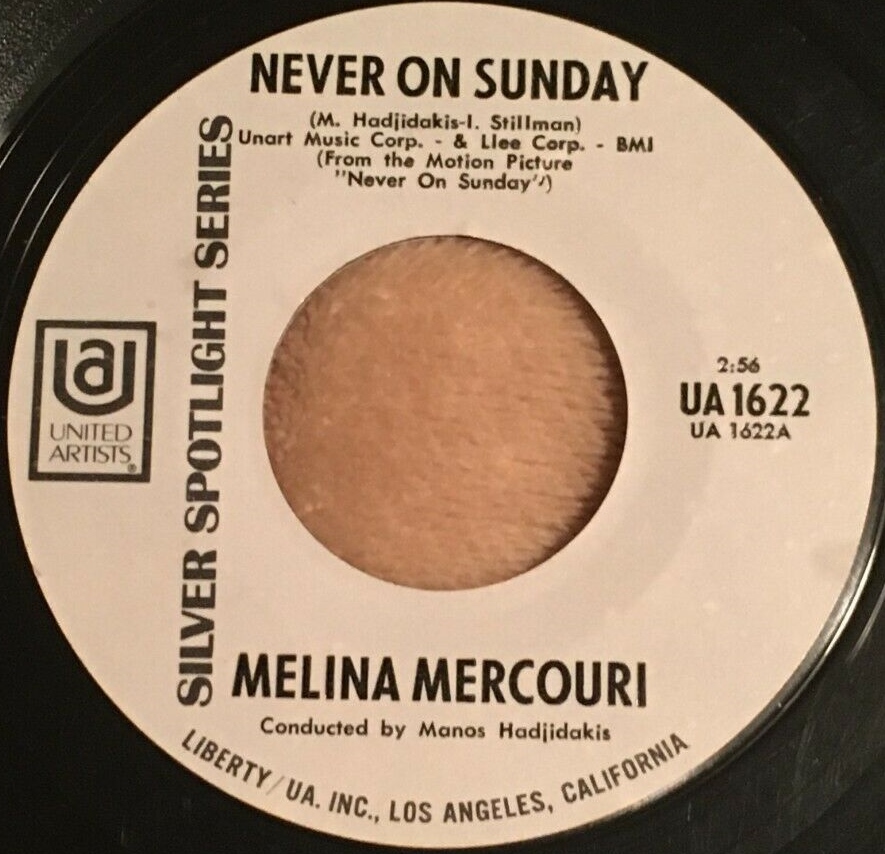 NEVER ON SUNDAY
(M. Hadjidakis-I. Stillman)
Unart Music Corp. - & Llee Corp. - BMI
(From the Motion Picture
"Never On Sunday")
SILVER SPOTLIGHT SERIES
UA
UNITED
ARTISTS®
2:56
UA 1622
UA 1622A
MELINA MERCOURI
Conducted by Manos Hadjidakis
LIBERTY/UA. INC., LOS ANGELES, CALIFORNIA